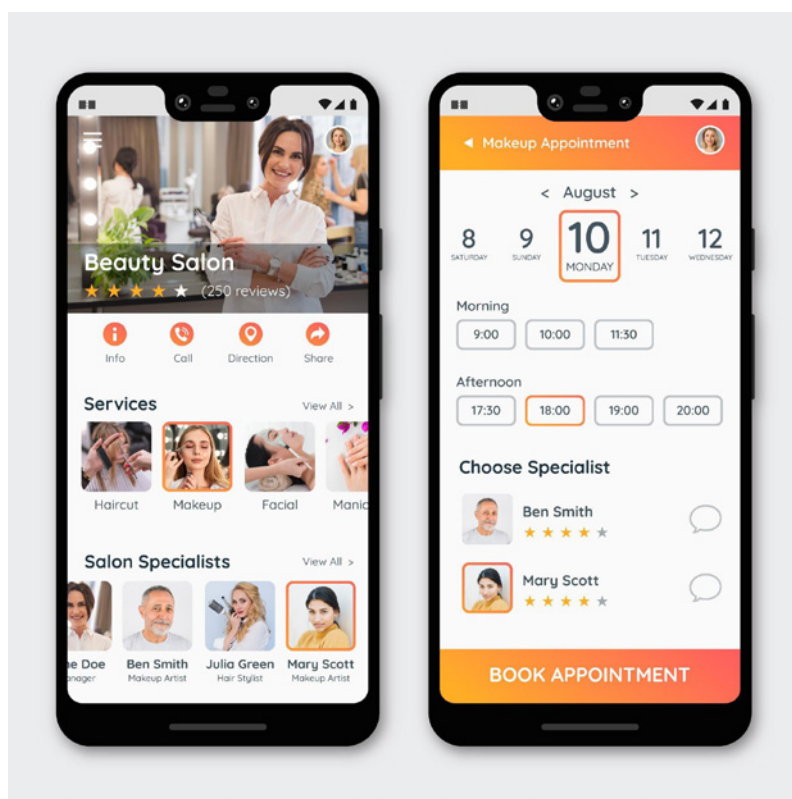 Beauty Salon
(250 reviews)
Info Call Direction Share
Services View All >
Haircut Makeup Facial Manic
Salon Specialists View All >
e Doe Ben Smith Julia Green Mary Scott
anager Makeup Artist Hair Stylist Makeup Artist
Makeup Appointment
< August >
8 9 10 11 12
SATURDAY SUNDAY MONDAY TUESDAY WEDNESDAY
Morning
9:00 10:00 11:30
Afternoon
17:30 18:00 19:00 20:00
Choose Specialist
Ben Smith
Mary Scott
BOOK APPOINTMENT